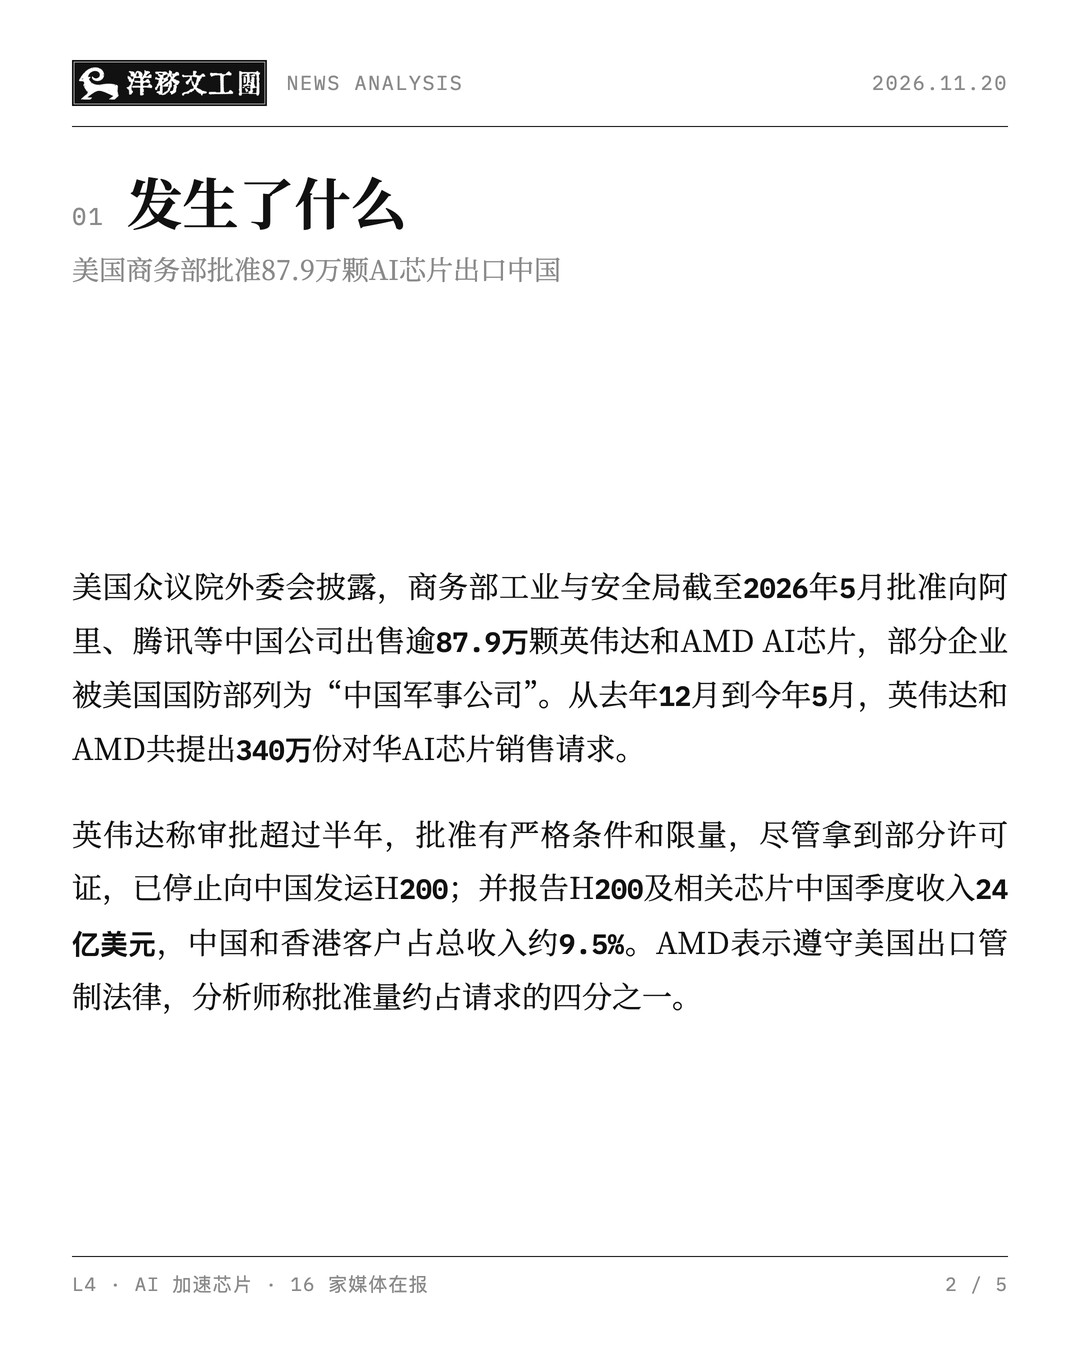 洋務文工團 NEWS ANALYSIS 2026.11.20
01 发生了什么
美国商务部批准87.9万颗AI芯片出口中国
美国众议院外委会披露，商务部工业与安全局截至2026年5月批准向阿
里、腾讯等中国公司出售逾87.9万颗英伟达和AMD AI芯片，部分企业
被美国国防部列为“中国军事公司”。从去年12月到今年5月，英伟达和
AMD共提出340万份对华AI芯片销售请求。
英伟达称审批超过半年，批准有严格条件和限量，尽管拿到部分许可
证，已停止向中国发运H200；并报告H200及相关芯片中国季度收入24
亿美元，中国和香港客户占总收入约9.5%。AMD表示遵守美国出口管
制法律，分析师称批准量约占请求的四分之一。
L4 · AI 加速芯片 · 16 家媒体在报 2 / 5